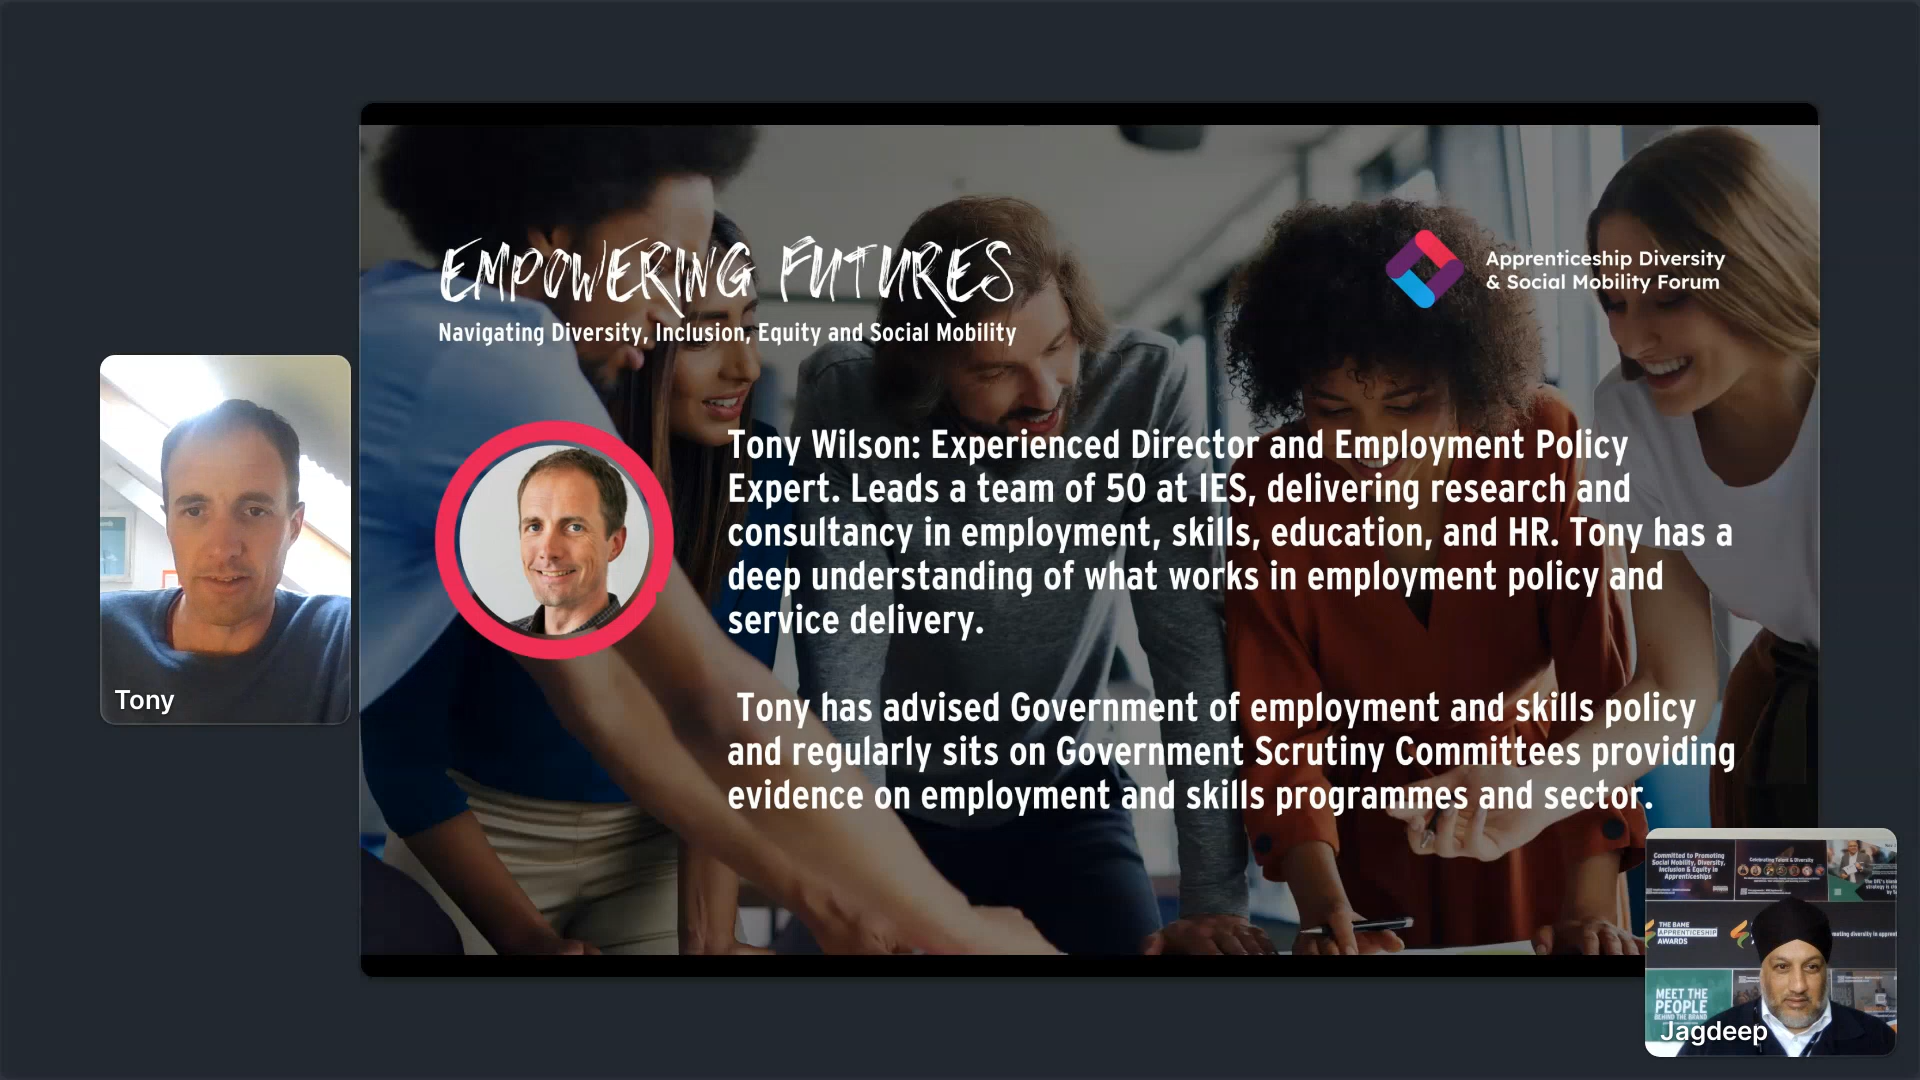 EMPOWERING FUTURES
Navigating Diversity, Inclusion, Equity and Social Mobility
Apprenticeship Diversity
& Social Mobility Forum
Tony Wilson: Experienced Director and Employment Policy
Expert. Leads a team of 50 at IES, delivering research and
consultancy in employment, skills, education, and HR. Tony has a
deep understanding of what works in employment policy and
service delivery.
Tony has advised Government of employment and skills policy
and regularly sits on Government Scrutiny Committees providing
evidence on employment and skills programmes and sector.
Tony
Committed to Promoting
Social Mobility, Diversity,
Inclusion & Equity in
Apprenticeships
Celebrating Talent & Diversity
THE BAME
APPRENTICESHIP
AWARDS
MEET THE
PEOPLE
BEHIND THE BRAND
Jagdeep